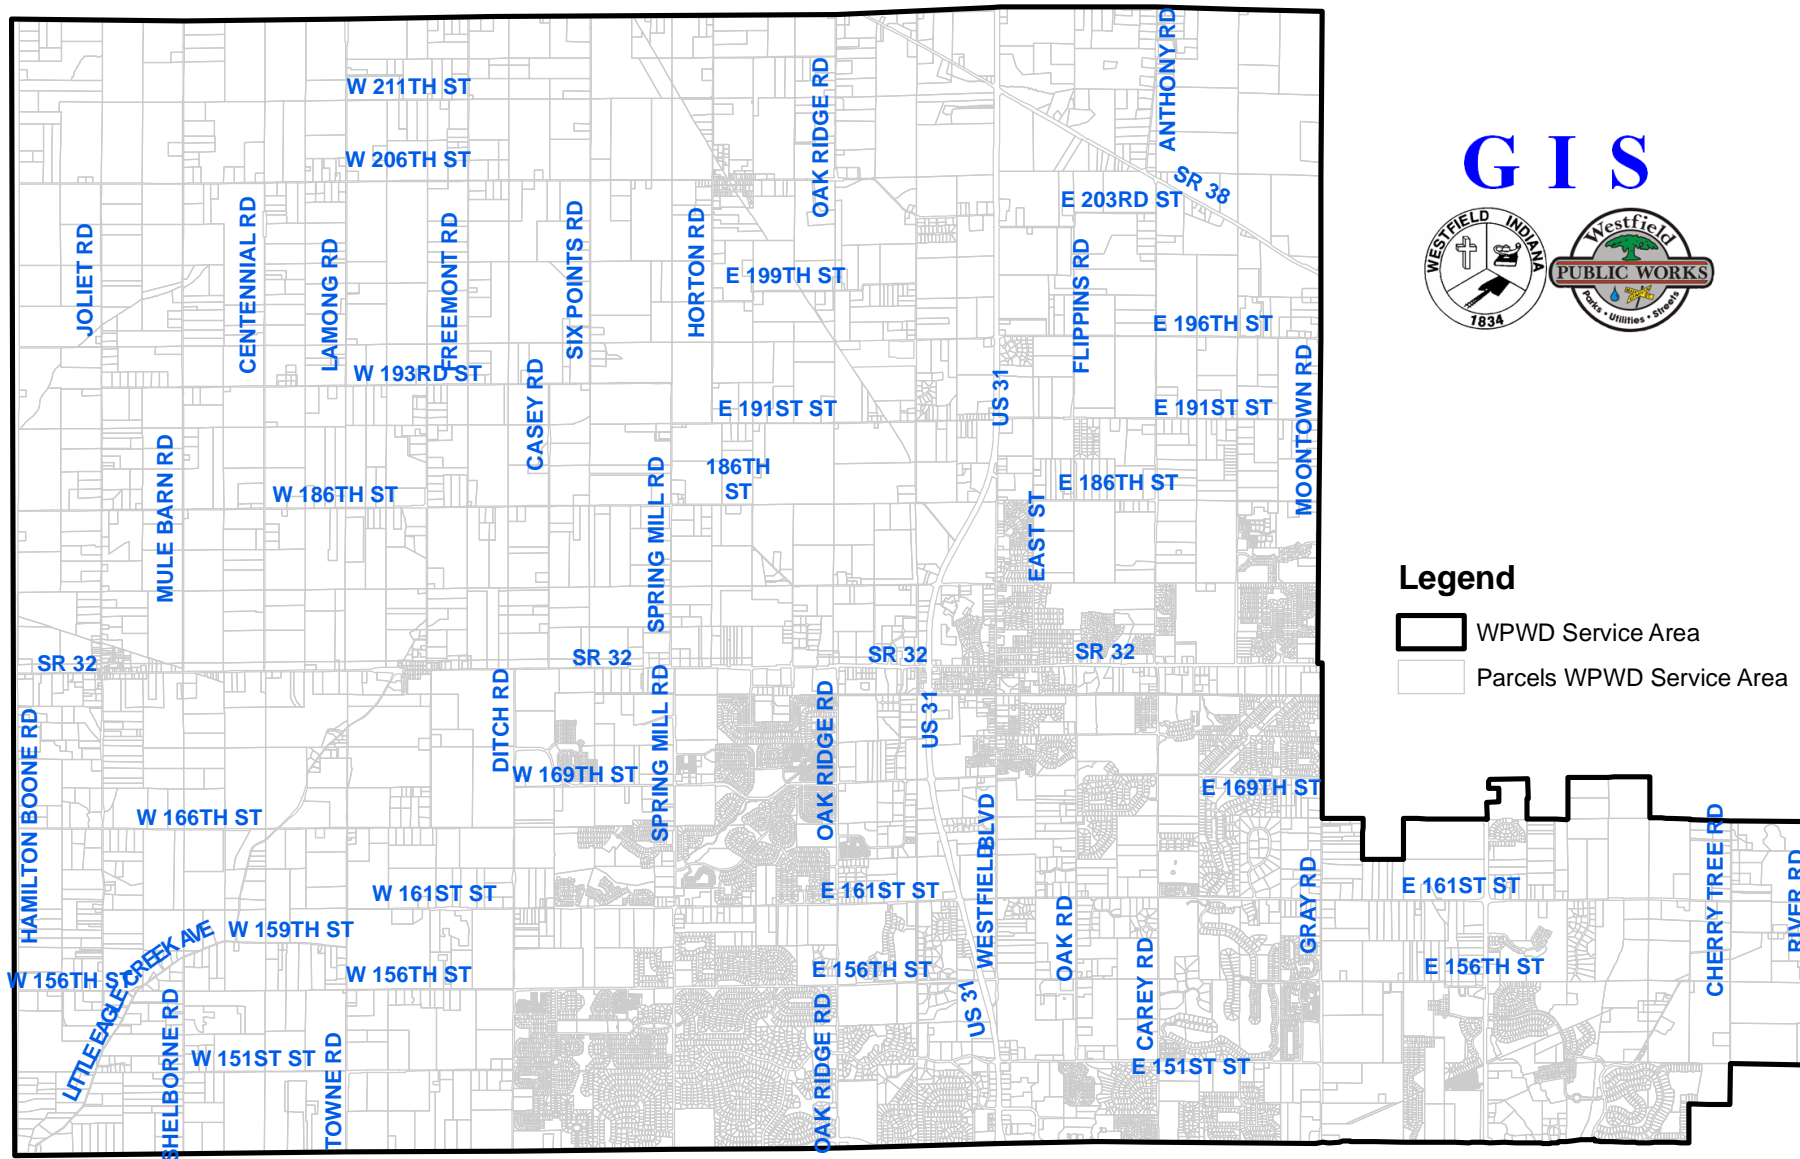 W 211TH ST
OAK RIDGE RD
ANTHONY RD
W 206TH ST
SR 38
E 203RD ST
JOLIET RD
CENTENNIAL RD
LAMONG RD
FREEMONT RD
SIX POINTS RD
HORTON RD
E 199TH ST
FLIPPINS RD
E 196TH ST
W 193RD ST
CASEY RD
E 191ST ST
US 31
E 191ST ST
MOONTOWN RD
MULE BARN RD
W 186TH ST
SPRING MILL RD
186TH
ST
E 186TH ST
EAST ST
SR 32
SR 32
SR 32
SR 32
HAMILTON BOONE RD
DITCH RD
SPRING MILL RD
OAK RIDGE RD
US 31
W 169TH ST
E 169TH ST
W 166TH ST
WESTFIELD BLVD
W 161ST ST
E 161ST ST
GRAY RD
E 161ST ST
CHERRY TREE RD
RIVER RD
W 159TH ST
OAK RD
CAREY RD
W 156TH ST
LITTLE EAGLE CREEK AVE
W 156TH ST
E 156TH ST
E 156TH ST
US 31
SHELBORNE RD
W 151ST ST
TOWNE RD
OAK RIDGE RD
E 151ST ST
GIS
WESTFIELD INDIANA
1834
Westfield
PUBLIC WORKS
Parks • Utilities • Streets
Legend
WPWD Service Area
Parcels WPWD Service Area